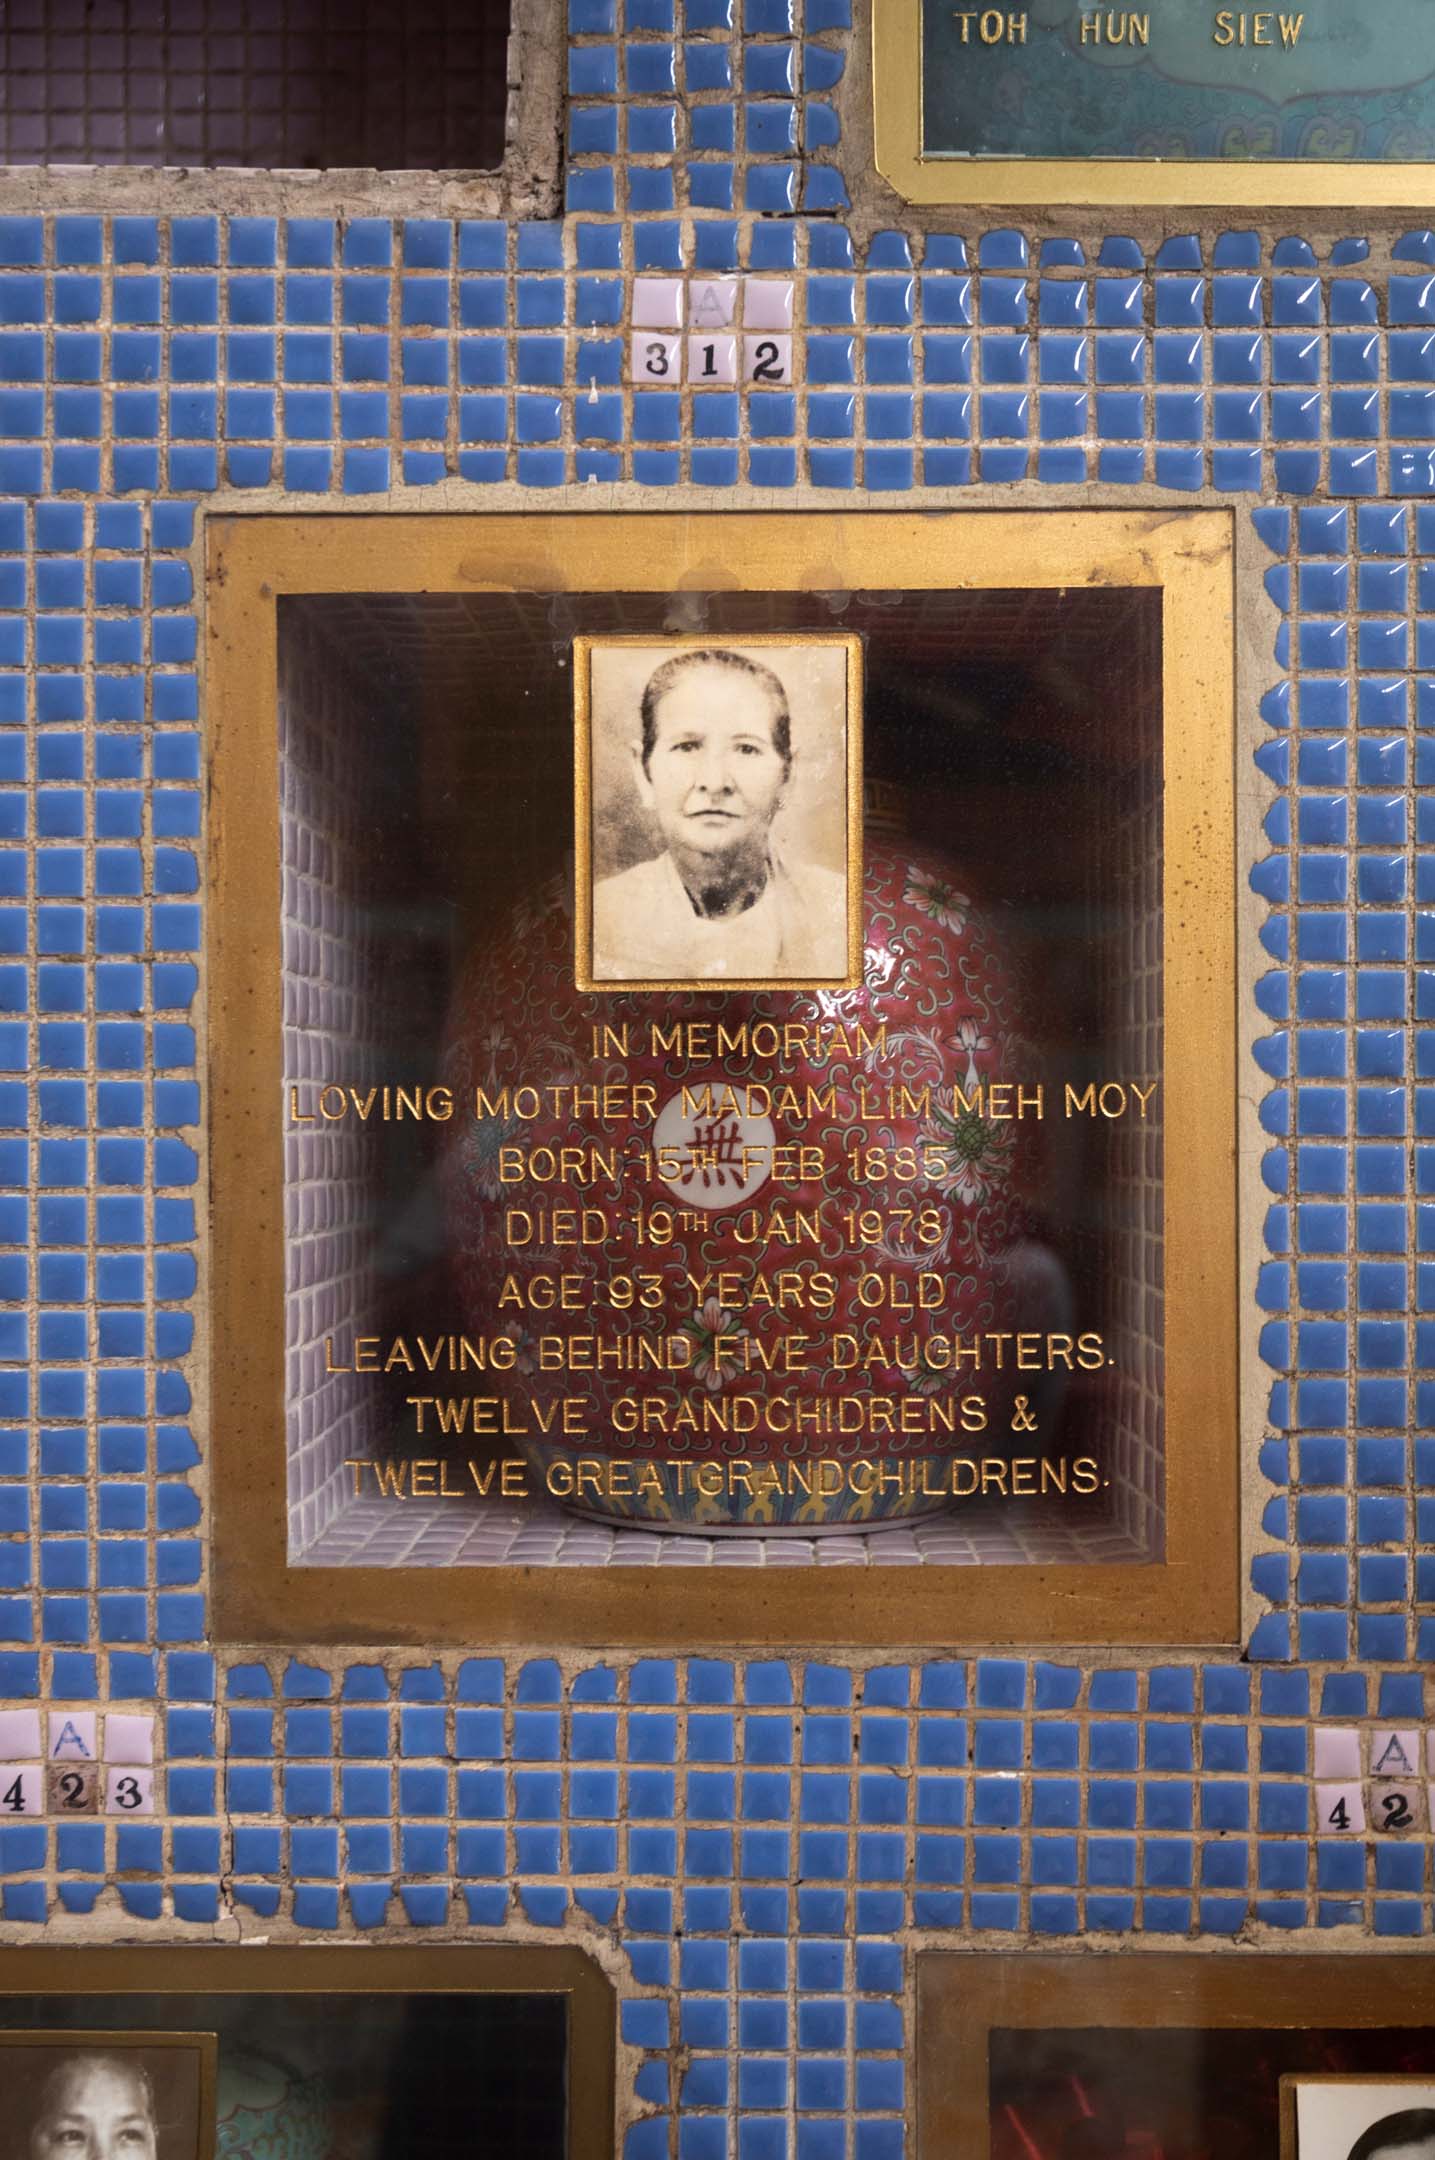 TOH HUN SIEW
A
312
IN MEMORIAM
LOVING MOTHER MADAM LIM MEH MOY
BORN: 15TH FEB 1885
DIED: 19TH JAN 1978
AGE: 93 YEARS OLD
LEAVING BEHIND FIVE DAUGHTERS.
TWELVE GRANDCHIDRENS &
TWELVE GREATGRANDCHILDRENS.
A
423
A
42